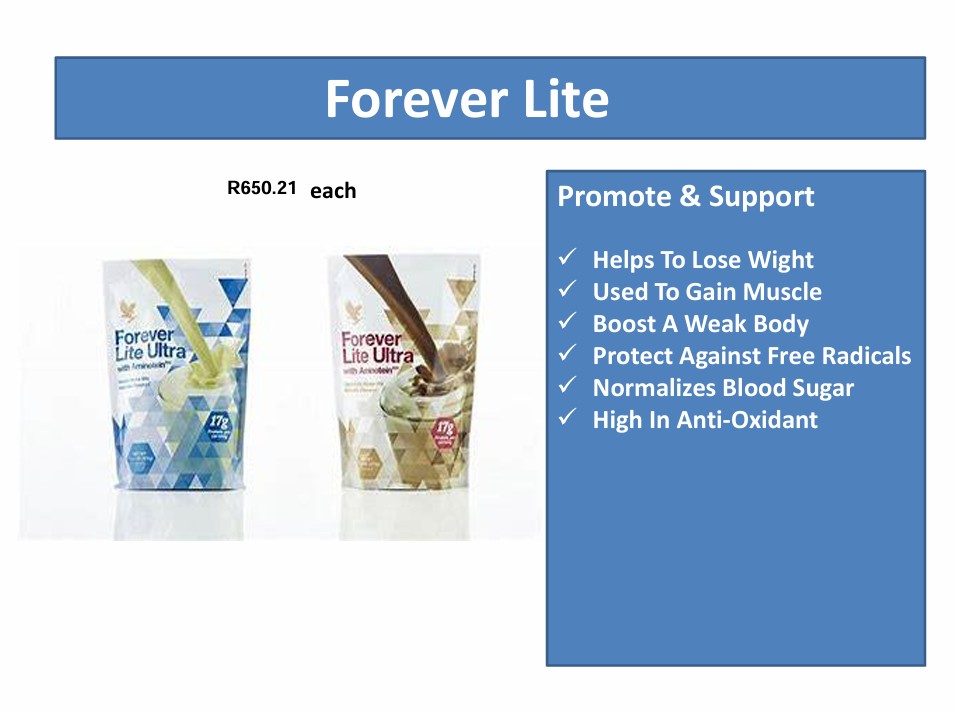 Forever Lite
R650.21 each
Promote & Support
✓ Helps To Lose Wight
✓ Used To Gain Muscle
✓ Boost A Weak Body
✓ Protect Against Free Radicals
✓ Normalizes Blood Sugar
✓ High In Anti-Oxidant
Forever
Lite Ultra
with Aminotein
17g
Forever
Lite Ultra
with Aminotein
17g